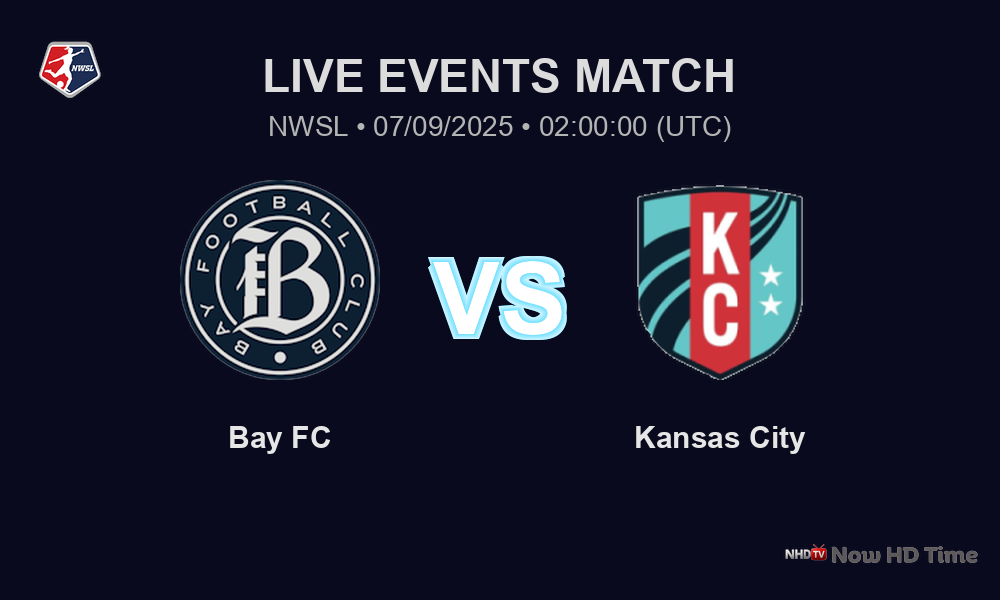 NWSL
LIVE EVENTS MATCH
NWSL • 07/09/2025 • 02:00:00 (UTC)
BAY FOOTBALL CLUB
B
VS
KC
Bay FC
Kansas City
NHDTV Now HD Time